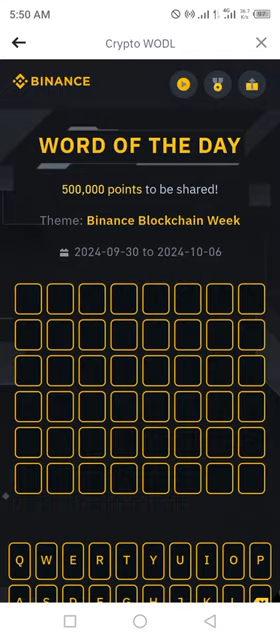 5:50 AM
Crypto WODL
BINANCE
WORD OF THE DAY
500,000 points to be shared!
Theme: Binance Blockchain Week
2024-09-30 to 2024-10-06
Q W E R T Y U I O P
A S D F G H J K L